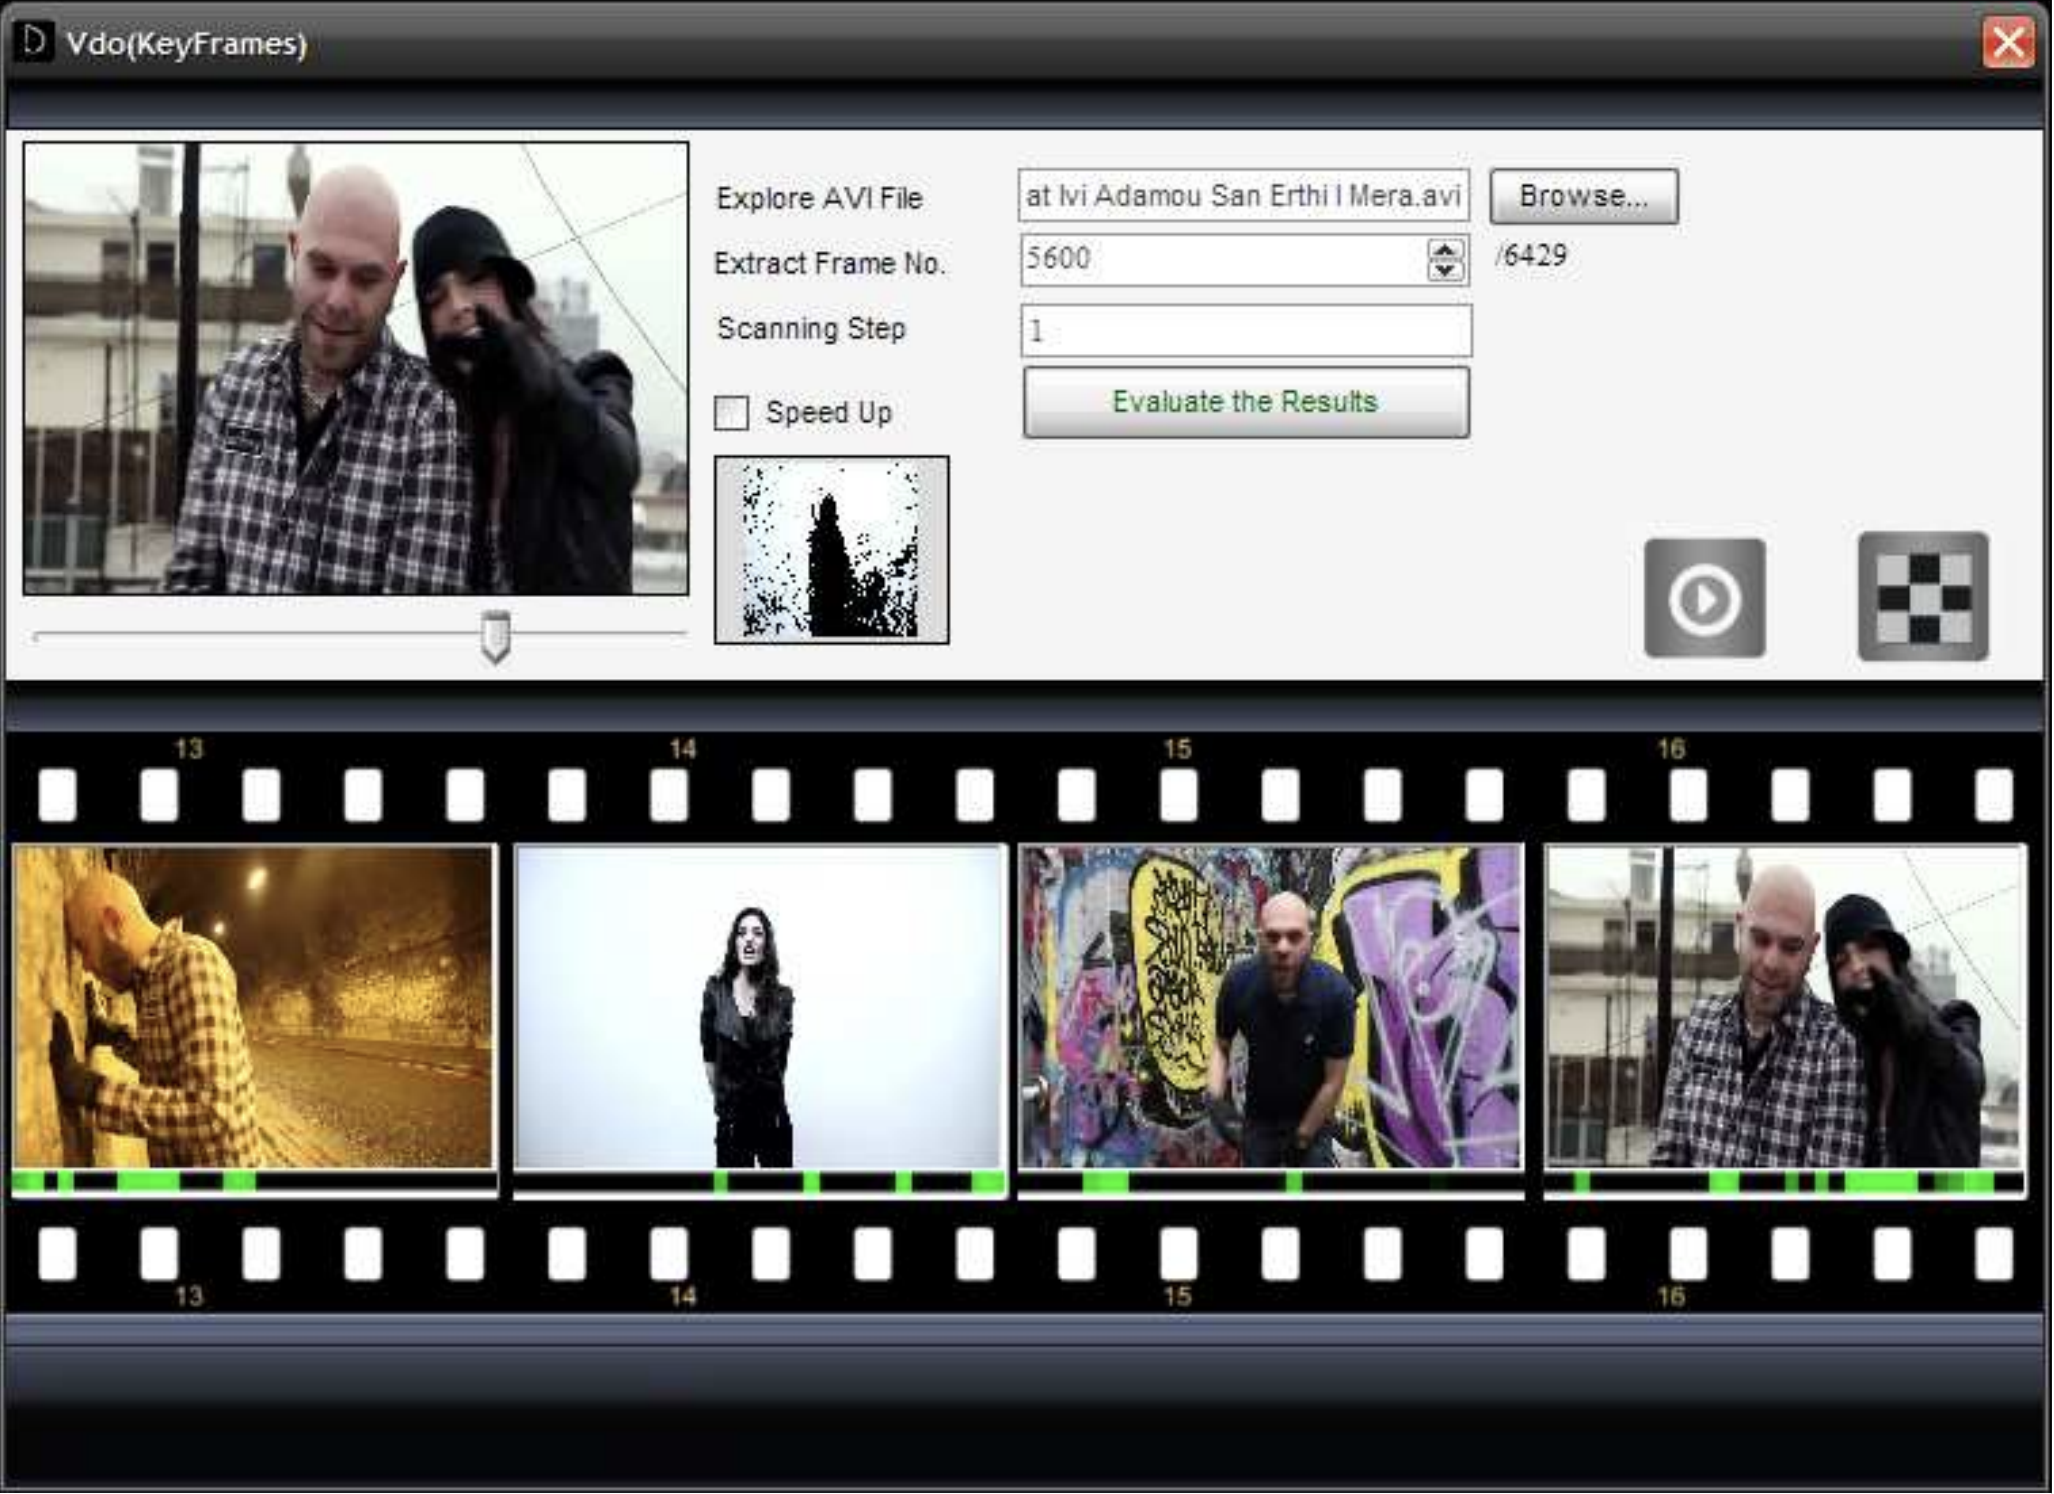 Vdo(KeyFrames)
Explore AVI File
at Ivi Adamou San Erthi I Mera.avi
Browse...
Extract Frame No.
5600
/6429
Scanning Step
1
Speed Up
Evaluate the Results
13 14 15 16
13 14 15 16